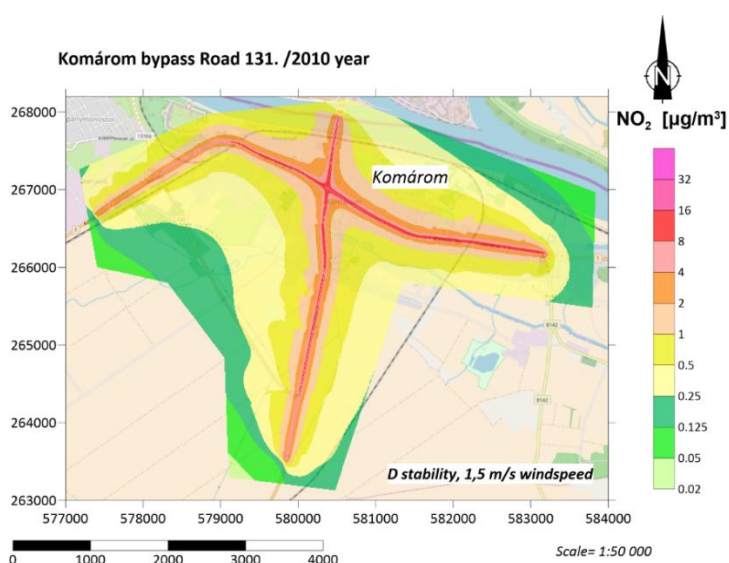 Komárom bypass Road 131. /2010 year
N
NO₂ [µg/m³]
268000
267000
266000
265000
264000
263000
Komárom
8142
8142
D stability, 1,5 m/s windspeed
577000 578000 579000 580000 581000 582000 583000 584000
32
16
8
4
2
1
0.5
0.25
0.125
0.05
0.02
0 1000 2000 3000 4000
Scale= 1:50 000